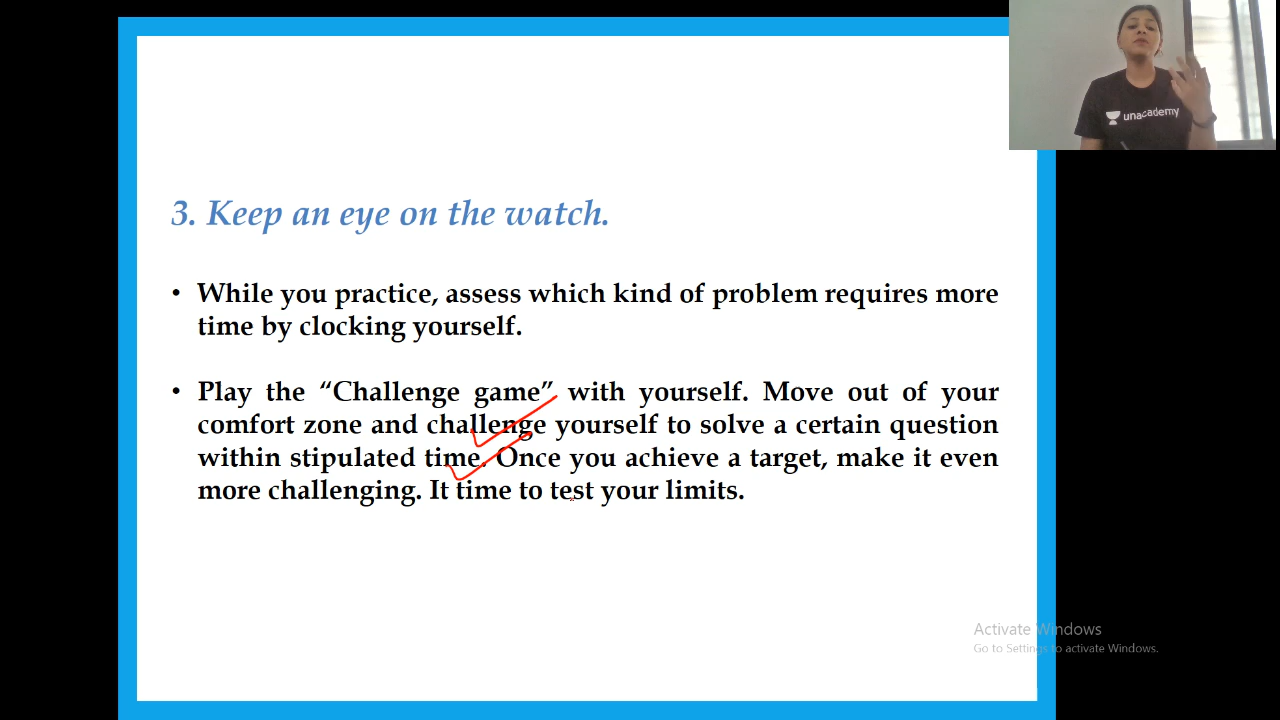 unacademy
3. Keep an eye on the watch.
• While you practice, assess which kind of problem requires more
time by clocking yourself.
• Play the “Challenge game” with yourself. Move out of your
comfort zone and challenge yourself to solve a certain question
within stipulated time. Once you achieve a target, make it even
more challenging. It time to test your limits.
Activate Windows
Go to Settings to activate Windows.